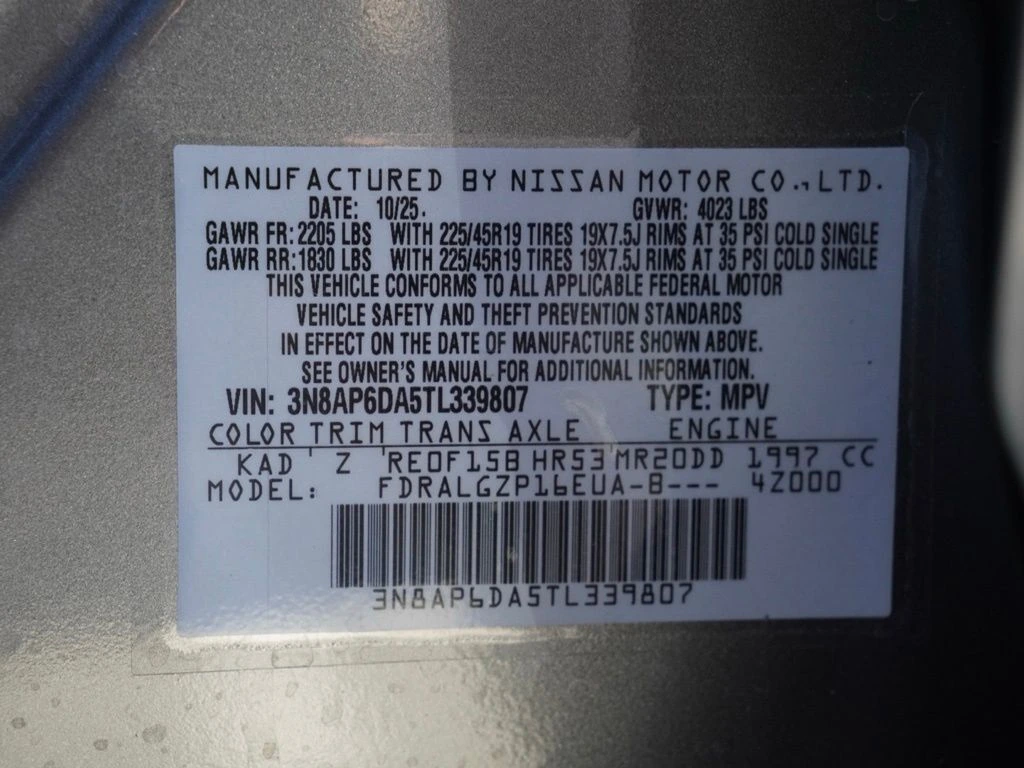 MANUFACTURED BY NISSAN MOTOR CO., LTD.
DATE: 10/25. GVWR: 4023 LBS
GAWR FR: 2205 LBS WITH 225/45R19 TIRES 19X7.5J RIMS AT 35 PSI COLD SINGLE
GAWR RR: 1830 LBS WITH 225/45R19 TIRES 19X7.5J RIMS AT 35 PSI COLD SINGLE
THIS VEHICLE CONFORMS TO ALL APPLICABLE FEDERAL MOTOR
VEHICLE SAFETY AND THEFT PREVENTION STANDARDS
IN EFFECT ON THE DATE OF MANUFACTURE SHOWN ABOVE.
SEE OWNER'S MANUAL FOR ADDITIONAL INFORMATION.
VIN: 3N8AP6DA5TL339807 TYPE: MPV
COLOR TRIM TRANS AXLE ENGINE
KAD Z RE0F15B HR53 MR20DD 1997 CC
MODEL: FDRALGZP16EUA-B--- 4Z000
3N8AP6DA5TL339807